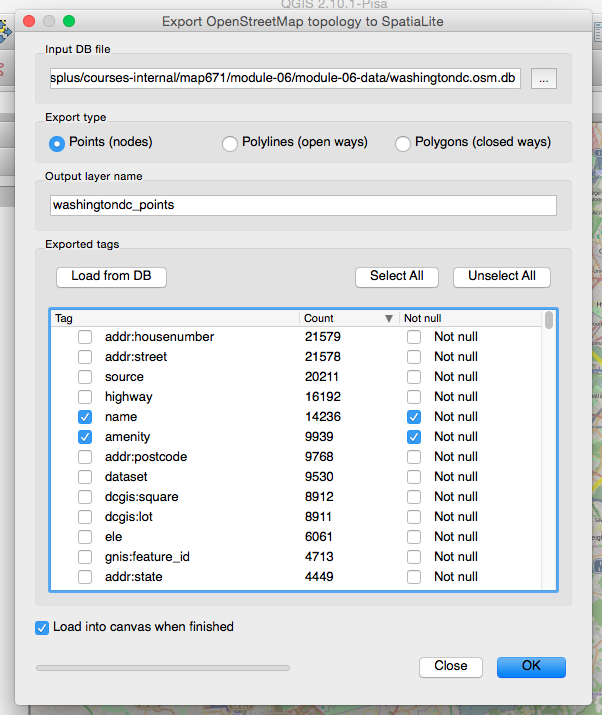 QGIS 2.10.1-Pisa
Export OpenStreetMap topology to SpatiaLite
Input DB file
splus/courses-internal/map671/module-06/module-06-data/washingtondc.osm.db ...
Export type
Points (nodes) Polylines (open ways) Polygons (closed ways)
Output layer name
washingtondc_points
Exported tags
Load from DB Select All Unselect All
Tag Count Not null
addr:housenumber 21579 Not null
addr:street 21578 Not null
source 20211 Not null
highway 16192 Not null
name 14236 Not null
amenity 9939 Not null
addr:postcode 9768 Not null
dataset 9530 Not null
dcgis:square 8912 Not null
dcgis:lot 8911 Not null
ele 6061 Not null
gnis:feature_id 4713 Not null
addr:state 4449 Not null
Load into canvas when finished
Close OK